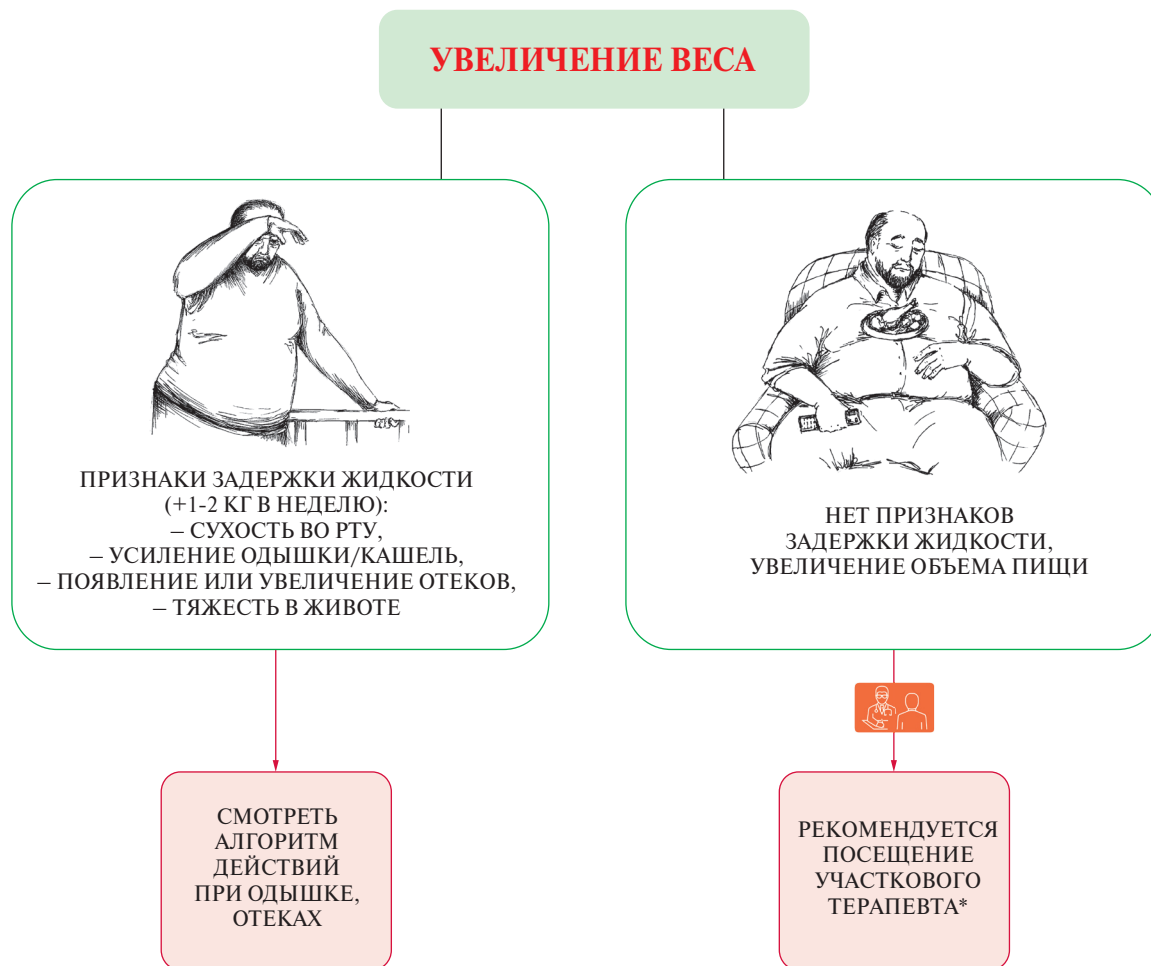 УВЕЛИЧЕНИЕ ВЕСА
ПРИЗНАКИ ЗАДЕРЖКИ ЖИДКОСТИ
(+1-2 КГ В НЕДЕЛЮ):
– СУХОСТЬ ВО РТУ,
– УСИЛЕНИЕ ОДЫШКИ/КАШЕЛЬ,
– ПОЯВЛЕНИЕ ИЛИ УВЕЛИЧЕНИЕ ОТЕКОВ,
– ТЯЖЕСТЬ В ЖИВОТЕ
НЕТ ПРИЗНАКОВ
ЗАДЕРЖКИ ЖИДКОСТИ,
УВЕЛИЧЕНИЕ ОБЪЕМА ПИЩИ
СМОТРЕТЬ
АЛГОРИТМ
ДЕЙСТВИЙ
ПРИ ОДЫШКЕ,
ОТЕКАХ
РЕКОМЕНДУЕТСЯ
ПОСЕЩЕНИЕ
УЧАСТКОВОГО
ТЕРАПЕВТА*